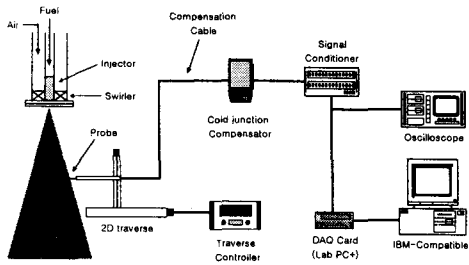 Fuel
Air
Injector
Swirler
Probe
2D traverse
Compensation
Cable
Cold junction
Compensator
Traverse
Controller
Signal
Conditioner
Oscilloscope
DAQ Card
(Lab PC+)
IBM-Compatible